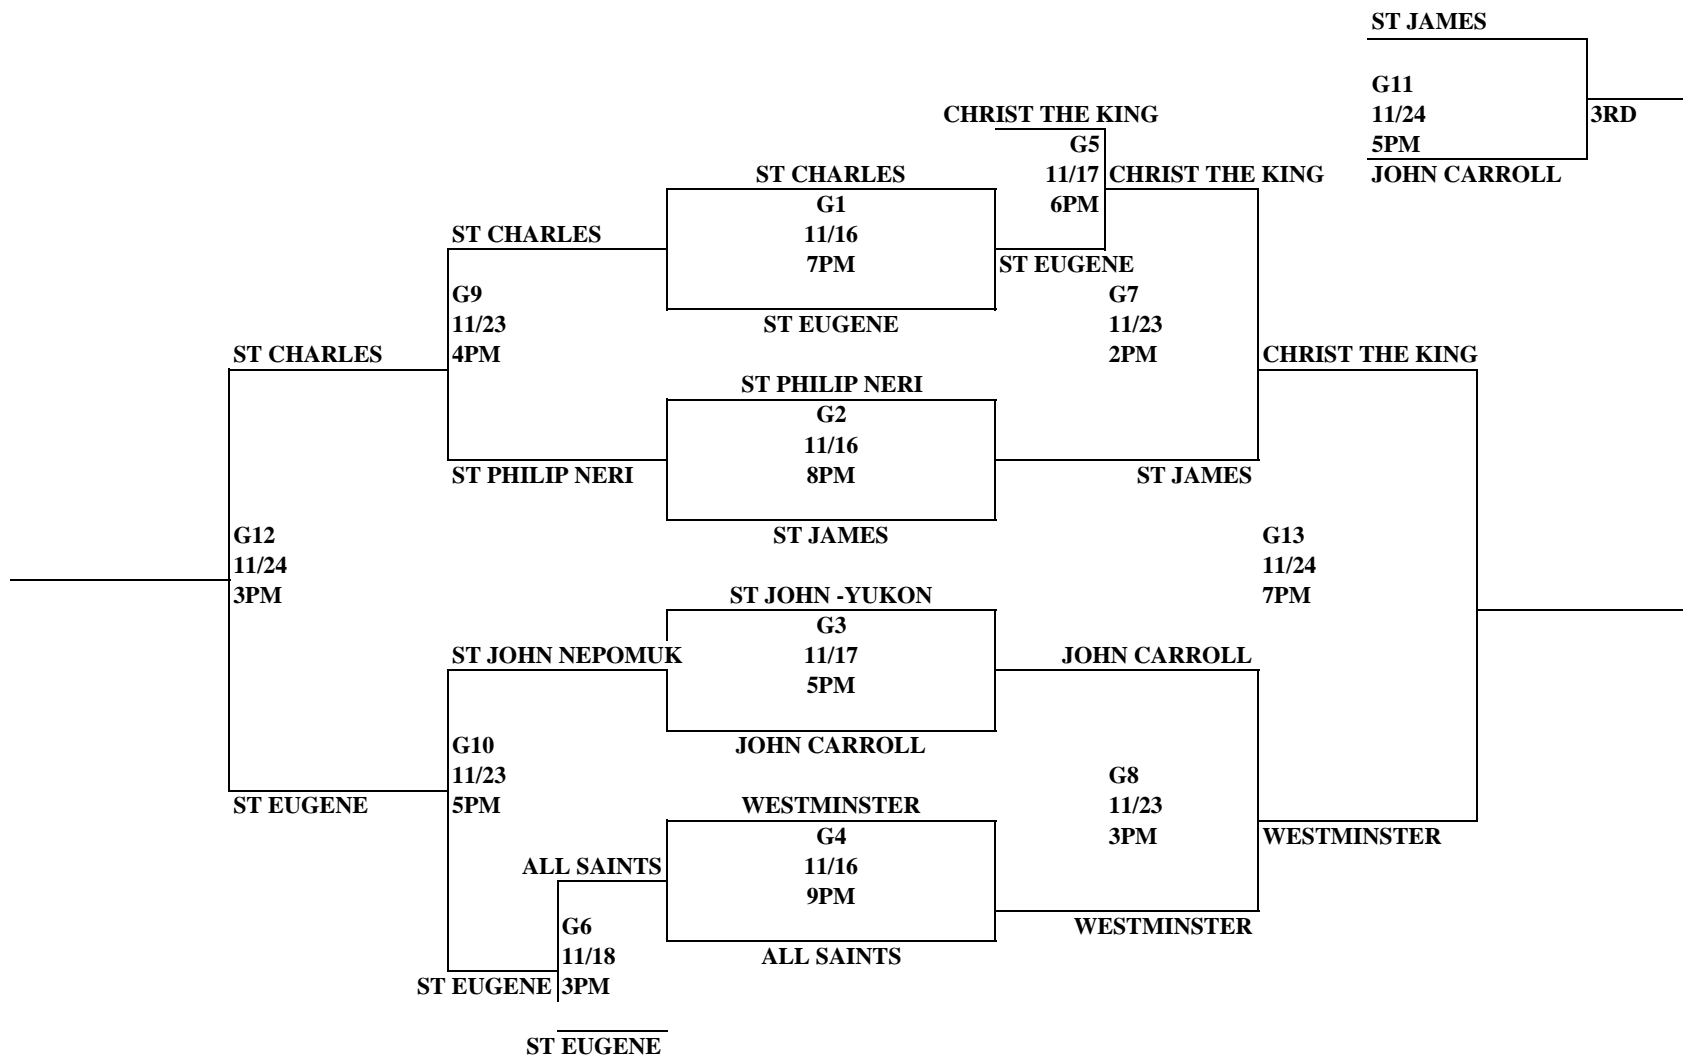 ST JAMES
G11
11/24
5PM
3RD
JOHN CARROLL
CHRIST THE KING
G5
11/17
6PM
CHRIST THE KING
ST EUGENE
ST CHARLES
G1
11/16
7PM
ST EUGENE
ST CHARLES
G9
11/23
4PM
ST PHILIP NERI
ST CHARLES
G7
11/23
2PM
CHRIST THE KING
ST PHILIP NERI
G2
11/16
8PM
ST JAMES
ST JAMES
G12
11/24
3PM
G13
11/24
7PM
ST JOHN -YUKON
G3
11/17
5PM
JOHN CARROLL
ST JOHN NEPOMUK
JOHN CARROLL
G10
11/23
5PM
ST EUGENE
G8
11/23
3PM
WESTMINSTER
WESTMINSTER
G4
11/16
9PM
ALL SAINTS
ALL SAINTS
WESTMINSTER
G6
11/18
3PM
ST EUGENE
ST EUGENE